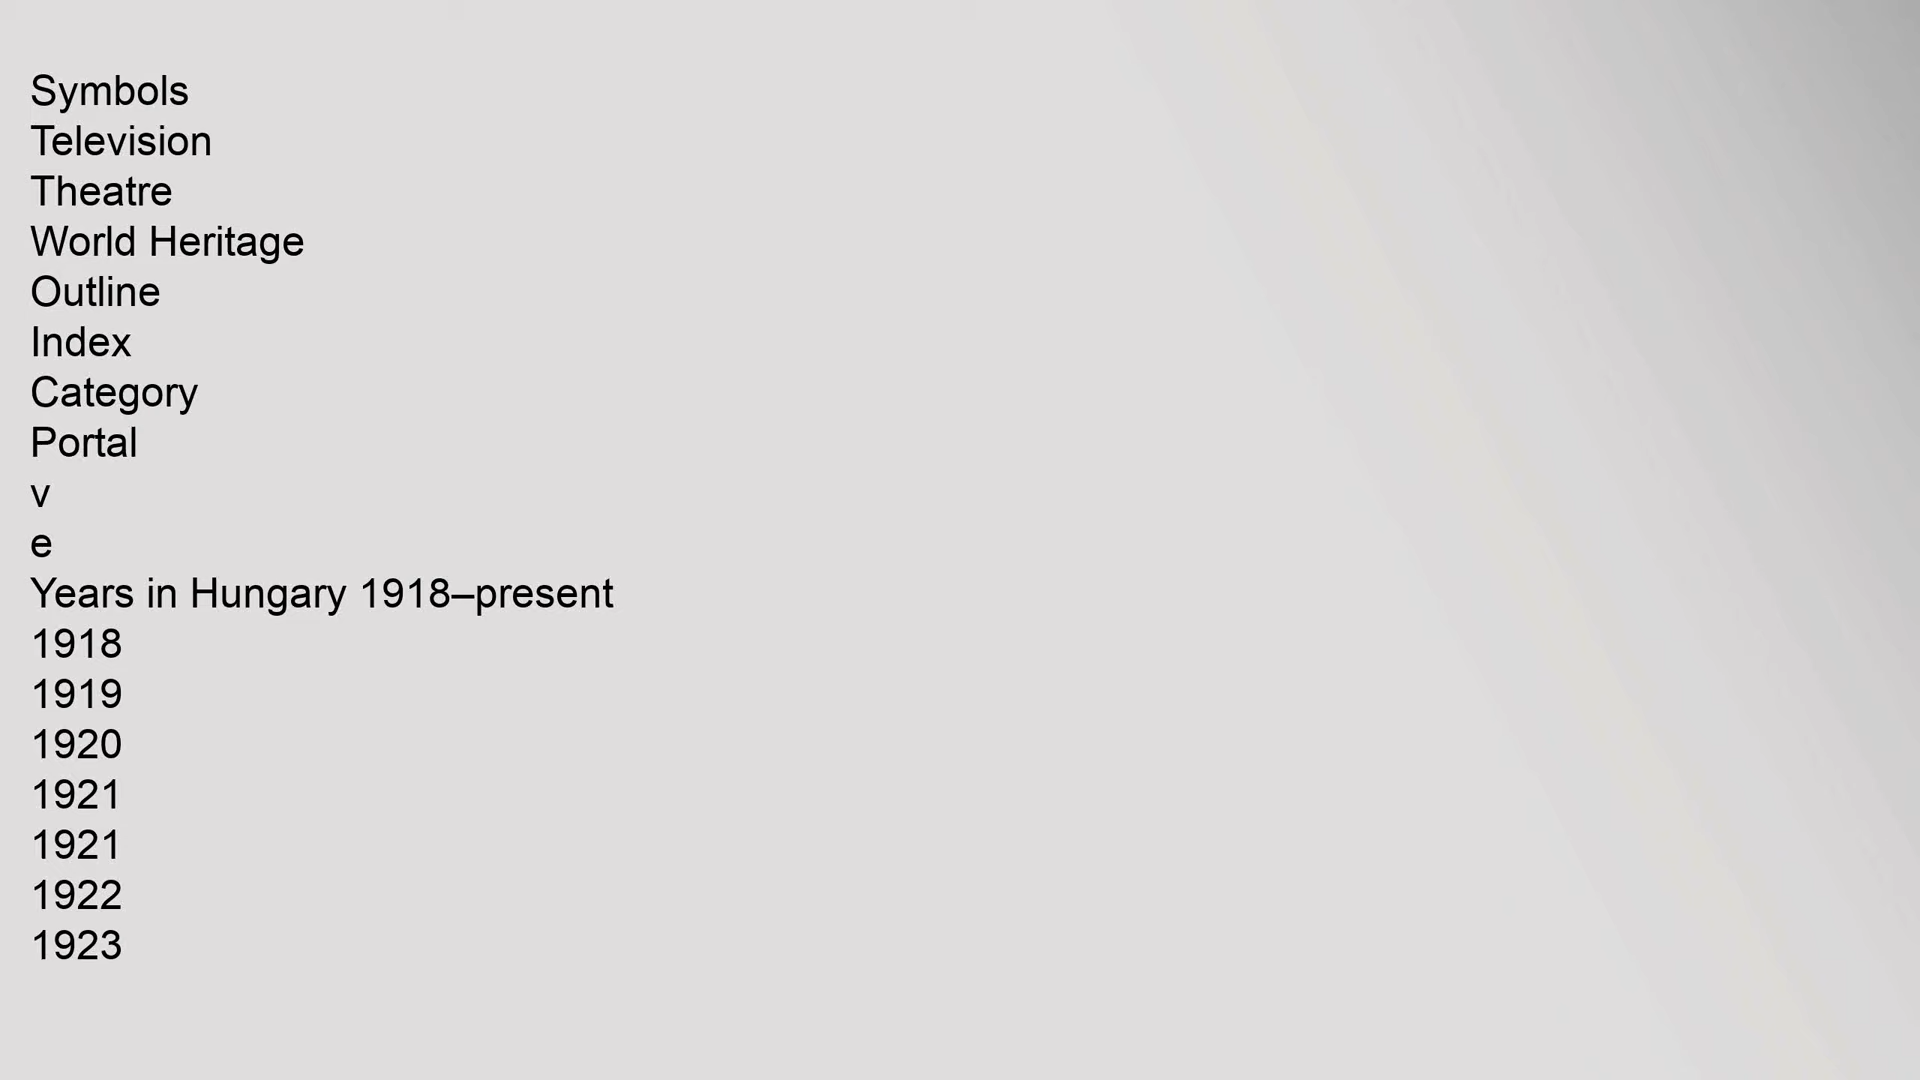 Symbols
Television
Theatre
World Heritage
Outline
Index
Category
Portal
v
e
Years in Hungary 1918–present
1918
1919
1920
1921
1921
1922
1923